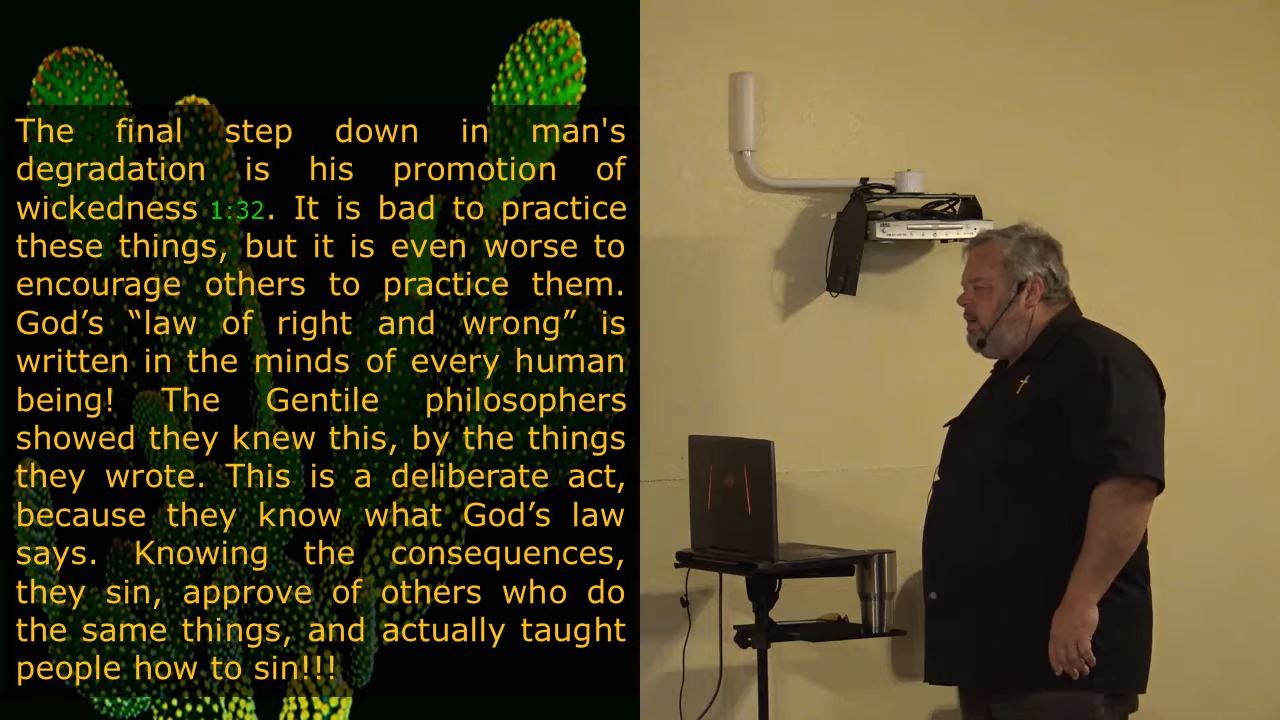 The final step down in man's
degradation is his promotion of
wickedness 1:32. It is bad to practice
these things, but it is even worse to
encourage others to practice them.
God’s “law of right and wrong” is
written in the minds of every human
being! The Gentile philosophers
showed they knew this, by the things
they wrote. This is a deliberate act,
because they know what God’s law
says. Knowing the consequences,
they sin, approve of others who do
the same things, and actually taught
people how to sin!!!